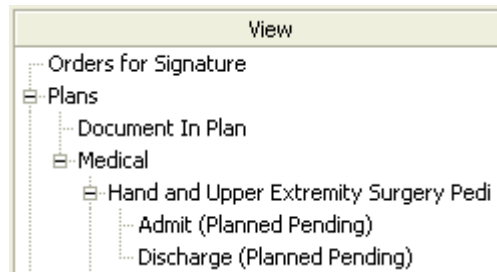 View
Orders for Signature
Plans
Document In Plan
Medical
Hand and Upper Extremity Surgery Pedi
Admit (Planned Pending)
Discharge (Planned Pending)